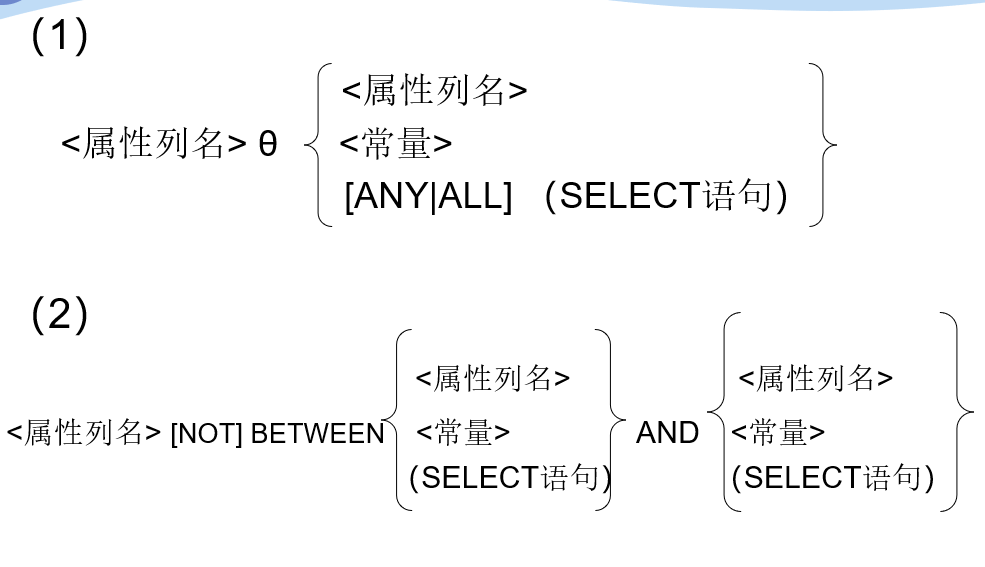 (1)
<属性列名>
<属性列名> θ <常量>
[ANY|ALL] (SELECT语句)
(2)
<属性列名> <属性列名>
<属性列名> [NOT] BETWEEN <常量> AND <常量>
(SELECT语句) (SELECT语句)